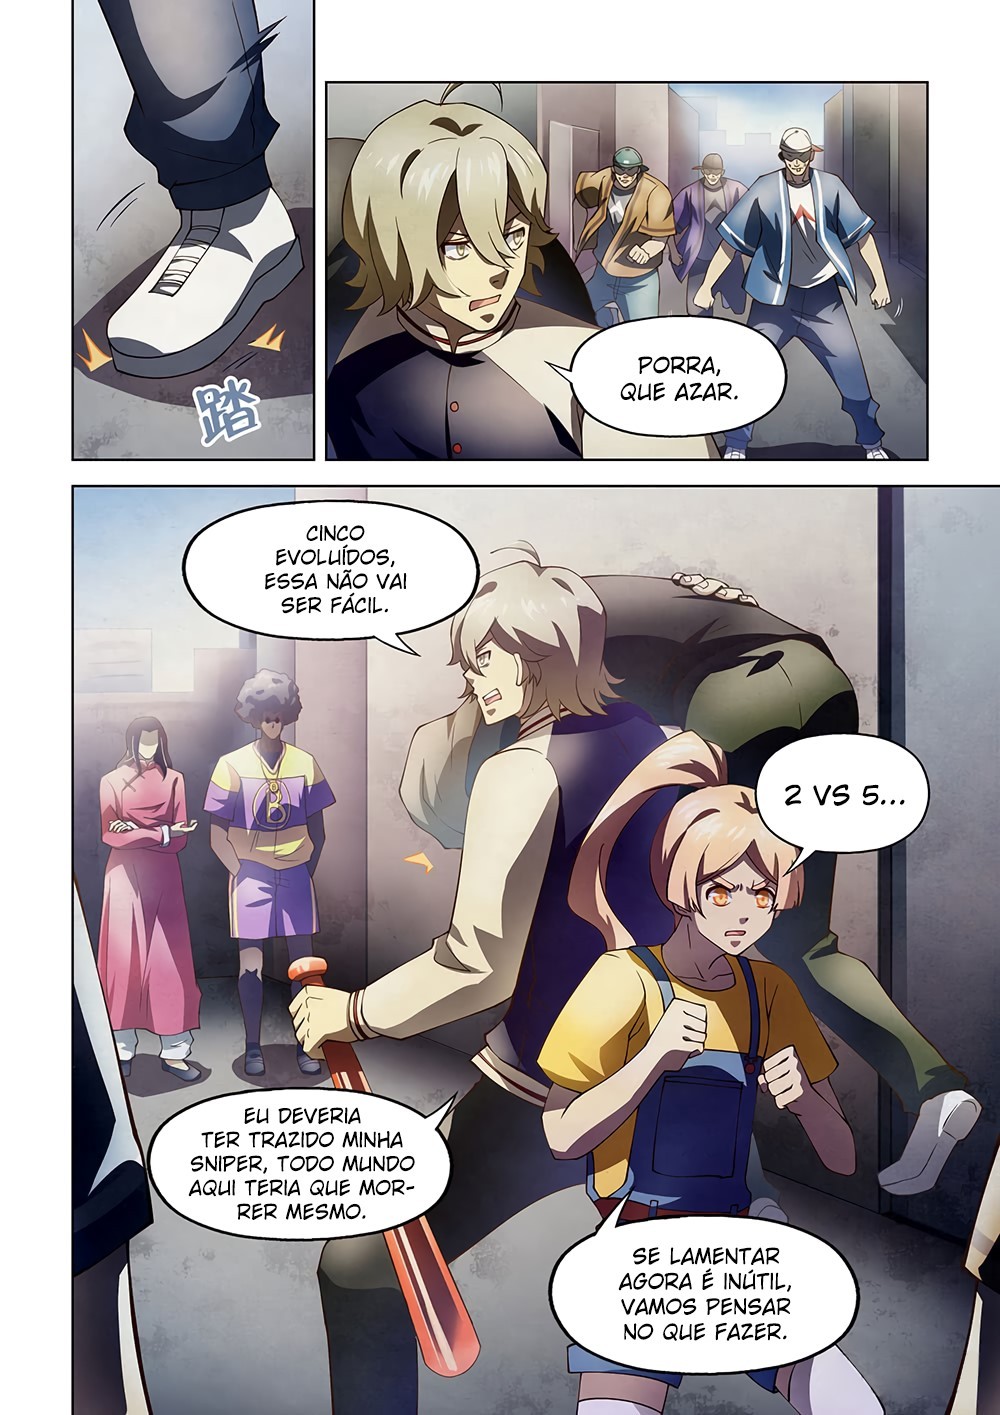 踏
PORRA,
QUE AZAR.
CINCO
EVOLUÍDOS,
ESSA NÃO VAI
SER FÁCIL.
2 VS 5...
EU DEVERIA
TER TRAZIDO MINHA
SNIPER, TODO MUNDO
AQUI TERIA QUE MOR-
RER MESMO.
SE LAMENTAR
AGORA É INÚTIL,
VAMOS PENSAR
NO QUE FAZER.